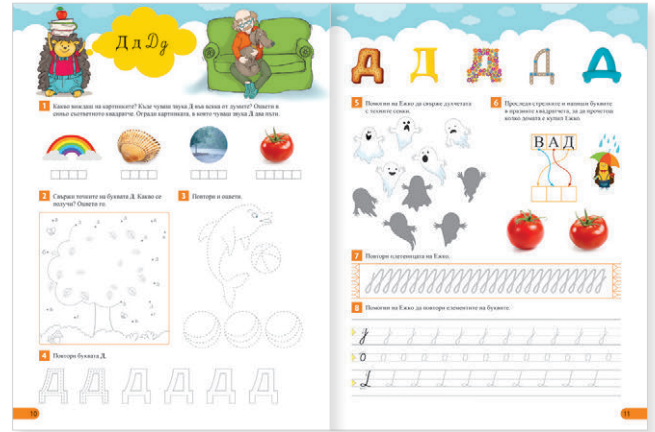 Д д Дд
1 Какво виждаш на картинките? Къде чуваш звука Д във всяка от думите? Оцвети в
синьо съответното квадратче. Огради картинката, в която чуваш звука Д два пъти.
2 Свържи точките на буквата Д. Какво се
получи? Оцвети го.
3 Повтори и оцвети.
4 Повтори буквата Д.
Д Д Д Д Д Д
10
Д Д Д Д Д
5 Помогни на Ежко да свърже духчетата
с техните сенки.
6 Проследи стрелките и напиши буквите
в празните квадратчета, за да прочетеш
колко домата е купил Ежко.
ВАД
7 Повтори плетеницата на Ежко.
8 Помогни на Ежко да повтори елементите на буквите.
11